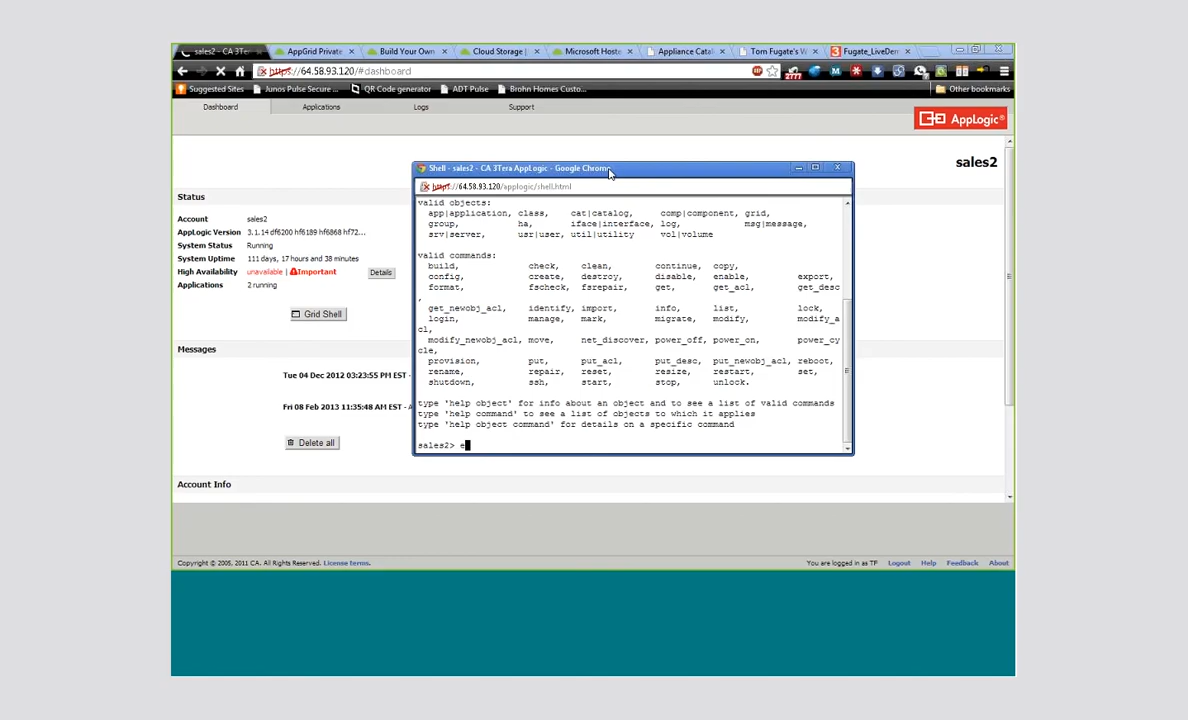 sales2 - CA 3Ter
AppGrid Private
Build Your Own
Cloud Storage |
Microsoft Hoste
Appliance Catal
Tom Fugate's W
Fugate_LiveDem
https://64.58.93.120/#dashboard
Suggested Sites
Junos Pulse Secure ...
QR Code generator
ADT Pulse
Brohn Homes Custo...
Other bookmarks
Dashboard
Applications
Logs
Support
AppLogic®
sales2
Status
Account sales2
AppLogic Version 3.1.14 df6200 hf6189 hf6868 hf72...
System Status Running
System Uptime 111 days, 17 hours and 38 minutes
High Availability unavailable | Important Details
Applications 2 running
Grid Shell
Messages
Tue 04 Dec 2012 03:23:55 PM EST -
Fri 08 Feb 2013 11:35:48 AM EST - A
Delete all
Account Info
Shell - sales2 - CA 3Tera AppLogic - Google Chrome
https://64.58.93.120/applogic/shell.html
valid objects:
app|application, class, cat|catalog, comp|component, grid,
group, ha, iface|interface, log, msg|message,
srv|server, usr|user, util|utility vol|volume
valid commands:
build, check, clean, continue, copy,
config, create, destroy, disable, enable, export,
format, fscheck, fsrepair, get, get_acl, get_desc
,
get_newobj_acl, identify, import, info, list, lock,
login, manage, mark, migrate, modify, modify_a
cl,
modify_newobj_acl, move, net_discover, power_off, power_on, power_cy
cle,
provision, put, put_acl, put_desc, put_newobj_acl, reboot,
rename, repair, reset, resize, restart, set,
shutdown, ssh, start, stop, unlock.
type 'help object' for info about an object and to see a list of valid commands
type 'help command' to see a list of objects to which it applies
type 'help object command' for details on a specific command
sales2> e
Copyright © 2005, 2011 CA. All Rights Reserved. License terms.
You are logged in as TF Logout Help Feedback About